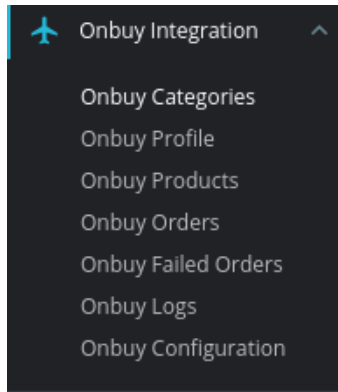 Onbuy Integration
Onbuy Categories
Onbuy Profile
Onbuy Products
Onbuy Orders
Onbuy Failed Orders
Onbuy Logs
Onbuy Configuration